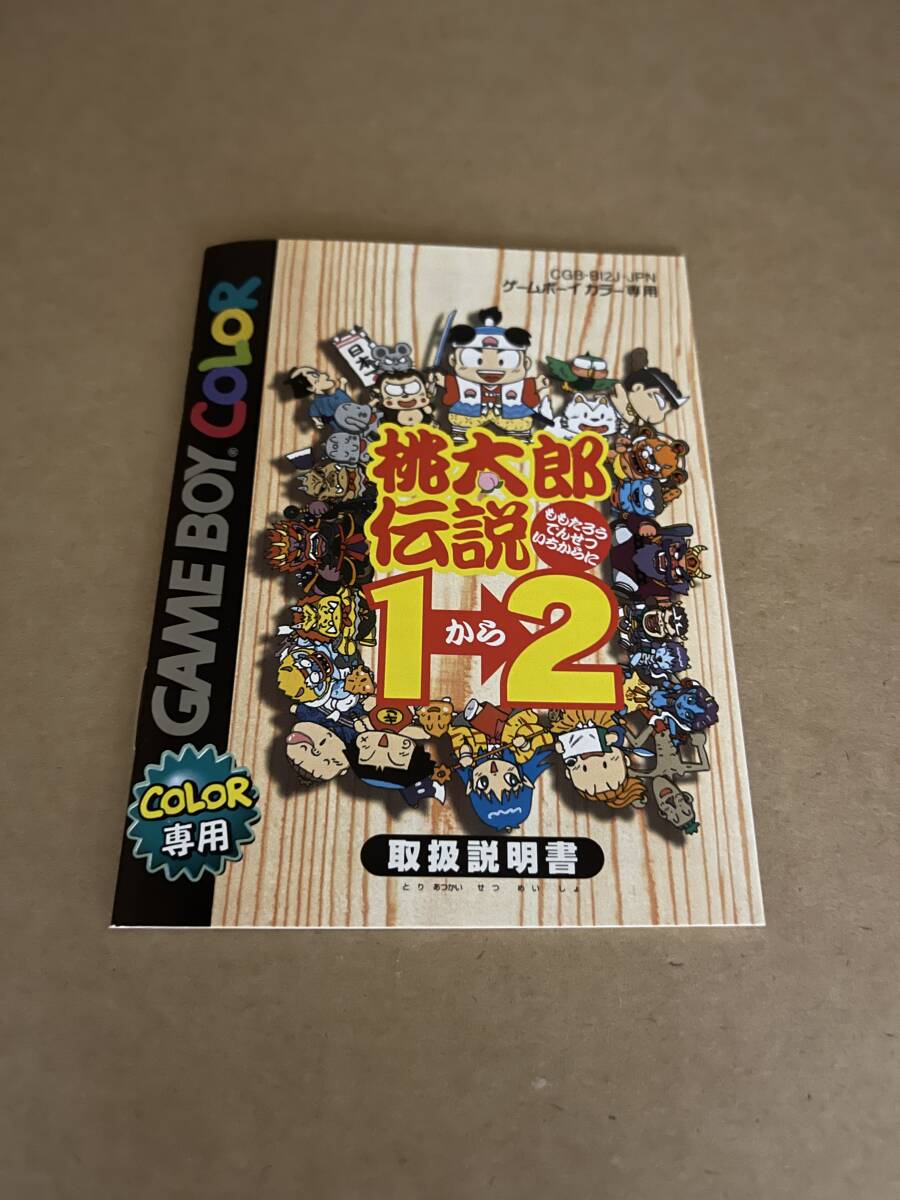 CGB-B12J-JPN
ゲームボーイ カラー専用
GAME BOY COLOR
日本一
桃太郎
伝説
ももたろう
でんせつ
いちからに
1から2
COLOR
専用
取扱説明書
とり あつかい せつ めい しょ